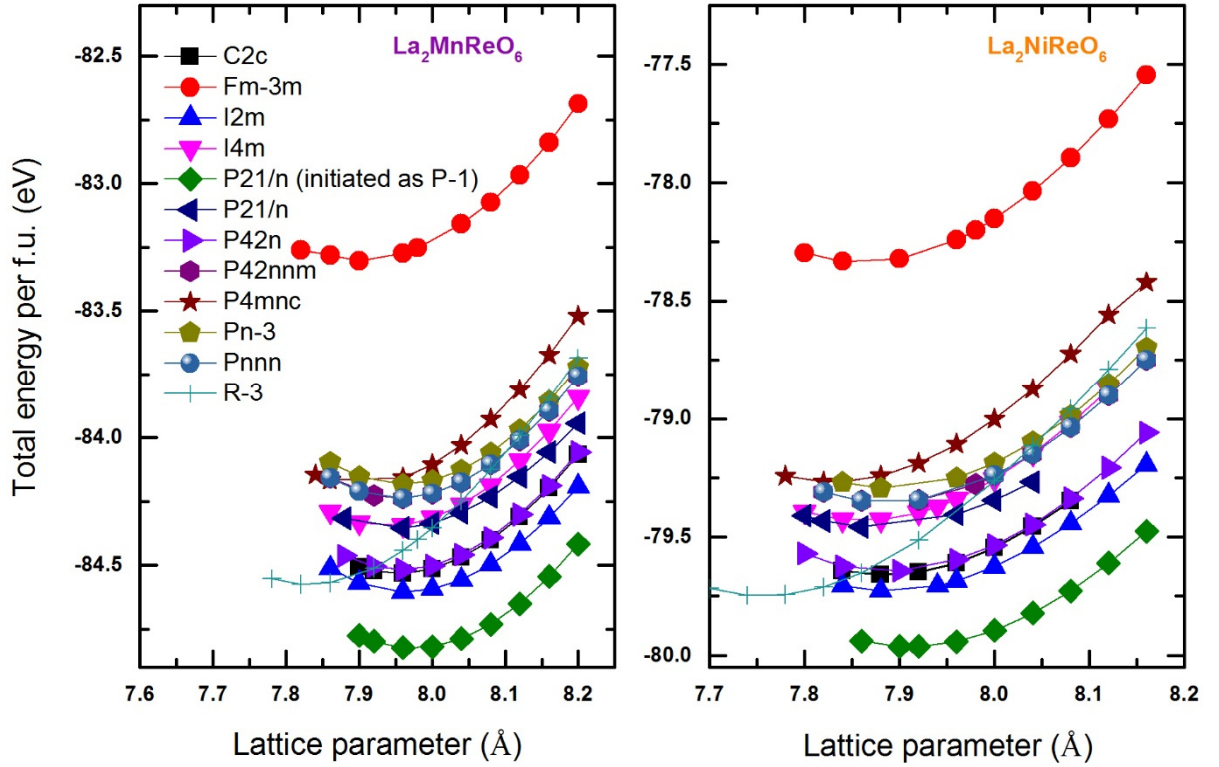 Total energy per f.u. (eV)
-82.5
-83.0
-83.5
-84.0
-84.5
La₂MnReO₆
C2c
Fm-3m
I2m
I4m
P21/n (initiated as P-1)
P21/n
P42n
P42nnm
P4mnc
Pn-3
Pnnn
R-3
7.6 7.7 7.8 7.9 8.0 8.1 8.2
Lattice parameter (Å)
La₂NiReO₆
-77.5
-78.0
-78.5
-79.0
-79.5
-80.0
7.7 7.8 7.9 8.0 8.1 8.2
Lattice parameter (Å)